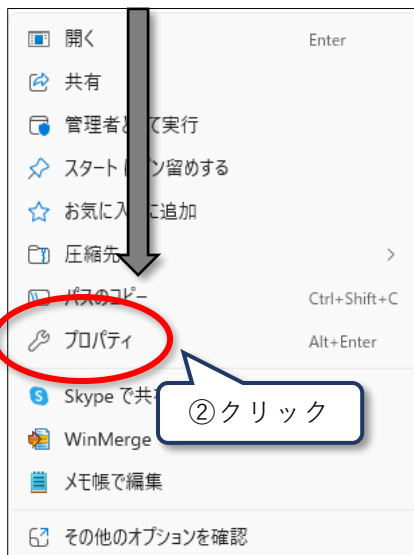 開く Enter
共有
管理者と て実行
スタート ン留めする
お気に入 に追加
圧縮先 >
パスのコピー Ctrl+Shift+C
プロパティ Alt+Enter
Skype で共
②クリック
WinMerge
メモ帳で編集
その他のオプションを確認